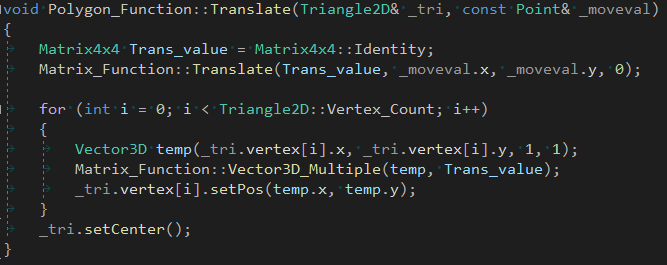 void Polygon_Function::Translate(Triangle2D& _tri, const Point& _moveval)
{
    Matrix4x4 Trans_value = Matrix4x4::Identity;
    Matrix_Function::Translate(Trans_value, _moveval.x, _moveval.y, 0);

    for (int i = 0; i < Triangle2D::Vertex_Count; i++)
    {
        Vector3D temp(_tri.vertex[i].x, _tri.vertex[i].y, 1, 1);
        Matrix_Function::Vector3D_Multiple(temp, Trans_value);
        _tri.vertex[i].setPos(temp.x, temp.y);
    }
    _tri.setCenter();
}